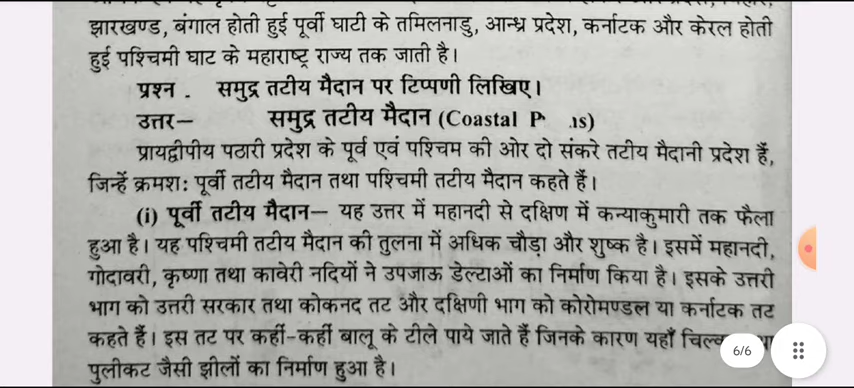 झारखण्ड, बंगाल होती हुई पूर्वी घाटी के तमिलनाडु, आन्ध्र प्रदेश, कर्नाटक और केरल होती
हुई पश्चिमी घाट के महाराष्ट्र राज्य तक जाती है।
प्रश्न . समुद्र तटीय मैदान पर टिप्पणी लिखिए।
उत्तर— समुद्र तटीय मैदान (Coastal
प्रायद्वीपीय पठारी प्रदेश के पूर्व एवं पश्चिम की ओर दो संकरे तटीय मैदानी प्रदेश हैं,
जिन्हें क्रमश: पूर्वी तटीय मैदान तथा पश्चिमी तटीय मैदान कहते हैं।
(i) पूर्वी तटीय मैदान— यह उत्तर में महानदी से दक्षिण में कन्याकुमारी तक फैला
हुआ है। यह पश्चिमी तटीय मैदान की तुलना में अधिक चौड़ा और शुष्क है। इसमें महानदी,
गोदावरी, कृष्णा तथा कावेरी नदियों ने उपजाऊ डेल्टाओं का निर्माण किया है। इसके उत्तरी
भाग को उत्तरी सरकार तथा कोकनद तट और दक्षिणी भाग को कोरोमण्डल या कर्नाटक तट
कहते हैं। इस तट पर कहीं-कहीं बालू के टीले पाये जाते हैं जिनके कारण यहाँ
पुलीकट जैसी झीलों का निर्माण हुआ है।
6/6